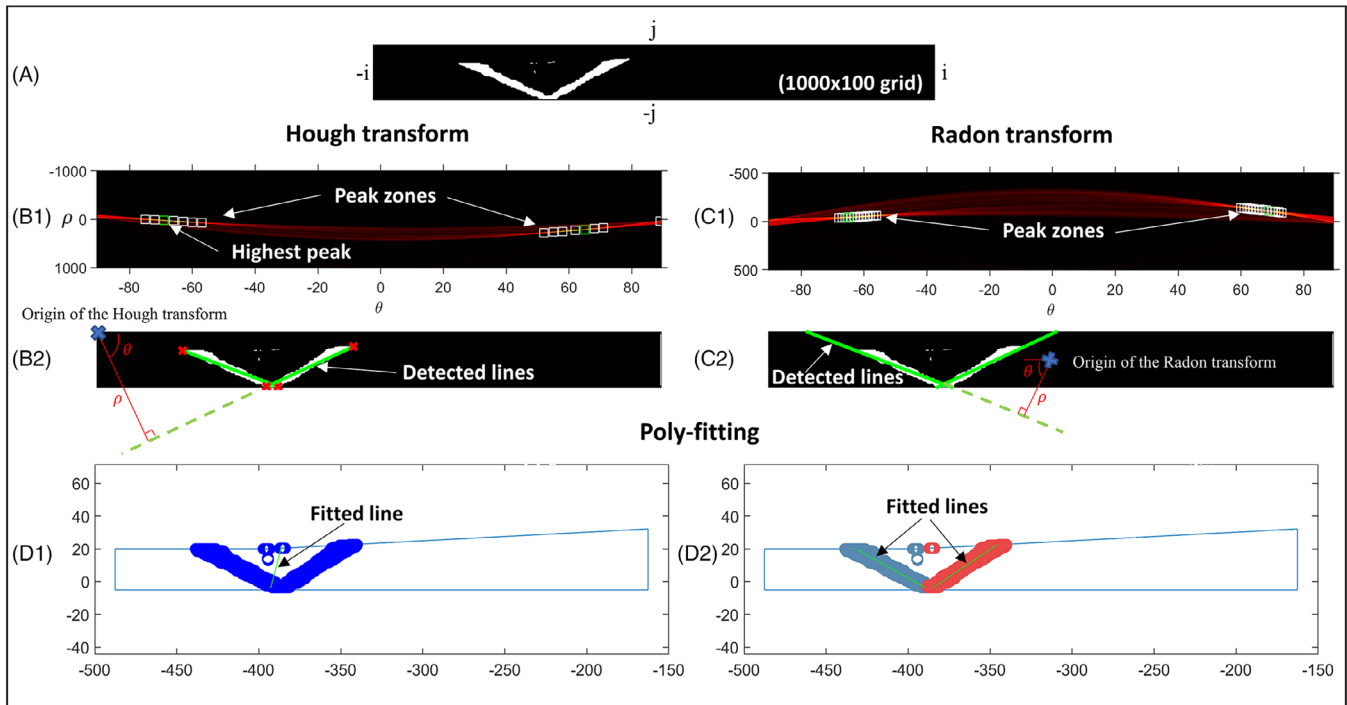 j
(A)
-i
i
(1000x100 grid)
-j
Hough transform
Radon transform
-1000
-500
(B1)
ρ 0
Peak zones
Highest peak
1000
(C1)
0
Peak zones
500
-80 -60 -40 -20 0 20 40 60 80
θ
-80 -60 -40 -20 0 20 40 60 80
θ
Origin of the Hough transform
(B2)
θ
ρ
Detected lines
(C2)
Detected lines
Origin of the Radon transform
θ
ρ
Poly-fitting
(D1)
60
40
20
0
-20
-40
Fitted line
-500 -450 -400 -350 -300 -250 -200 -150
(D2)
60
40
20
0
-20
-40
Fitted lines
-500 -450 -400 -350 -300 -250 -200 -150